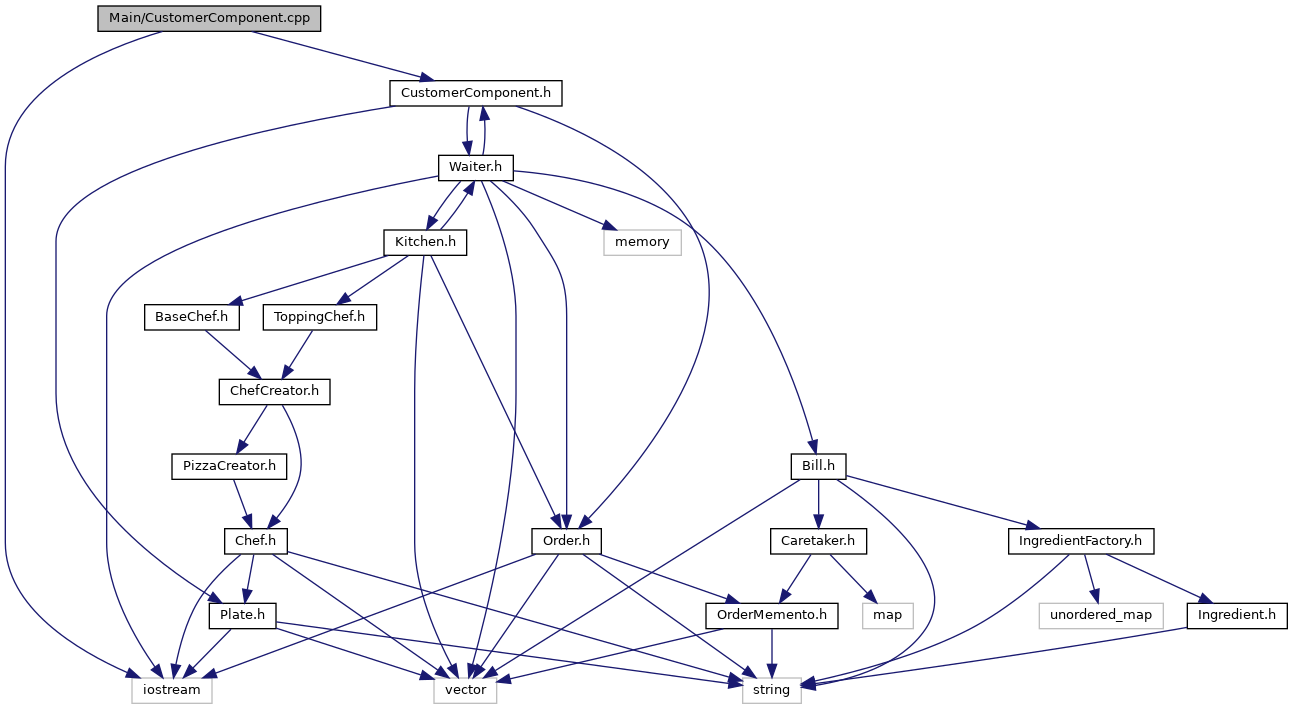 Main/CustomerComponent.cpp
CustomerComponent.h
Waiter.h
Kitchen.h
memory
BaseChef.h
ToppingChef.h
ChefCreator.h
PizzaCreator.h
Bill.h
Chef.h
Order.h
Caretaker.h
IngredientFactory.h
Plate.h
OrderMemento.h
map
unordered_map
Ingredient.h
iostream
vector
string